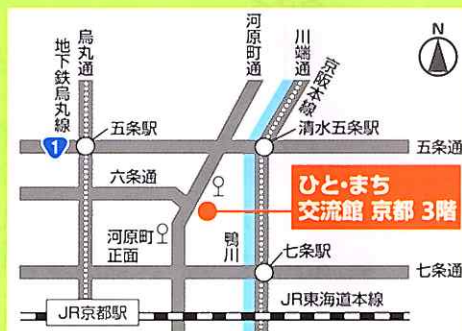 烏丸通
地下鉄烏丸線
河原町通
川端通
京阪本線
N
1
五条駅
清水五条駅
五条通
六条通
ひと・まち
交流館 京都 3階
河原町
正面
鴨川
七条駅
七条通
JR東海道本線
JR京都駅